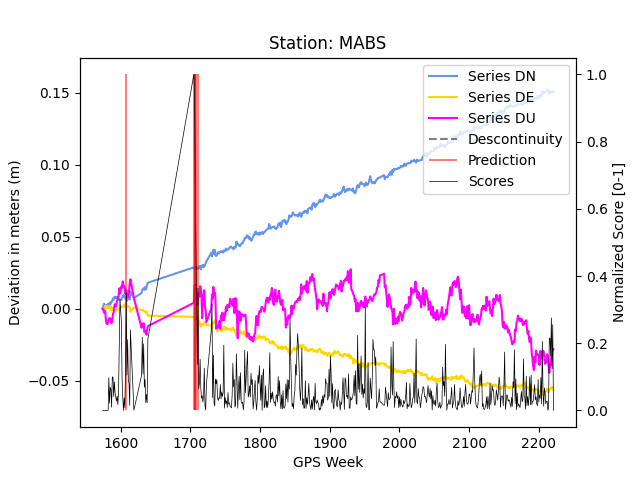 Station: MABS
Series DN
Series DE
Series DU
Descontinuity
Prediction
Scores
Deviation in meters (m)
0.15
0.10
0.05
0.00
−0.05
Normalized Score [0-1]
1.0
0.8
0.6
0.4
0.2
0.0
1600 1700 1800 1900 2000 2100 2200
GPS Week